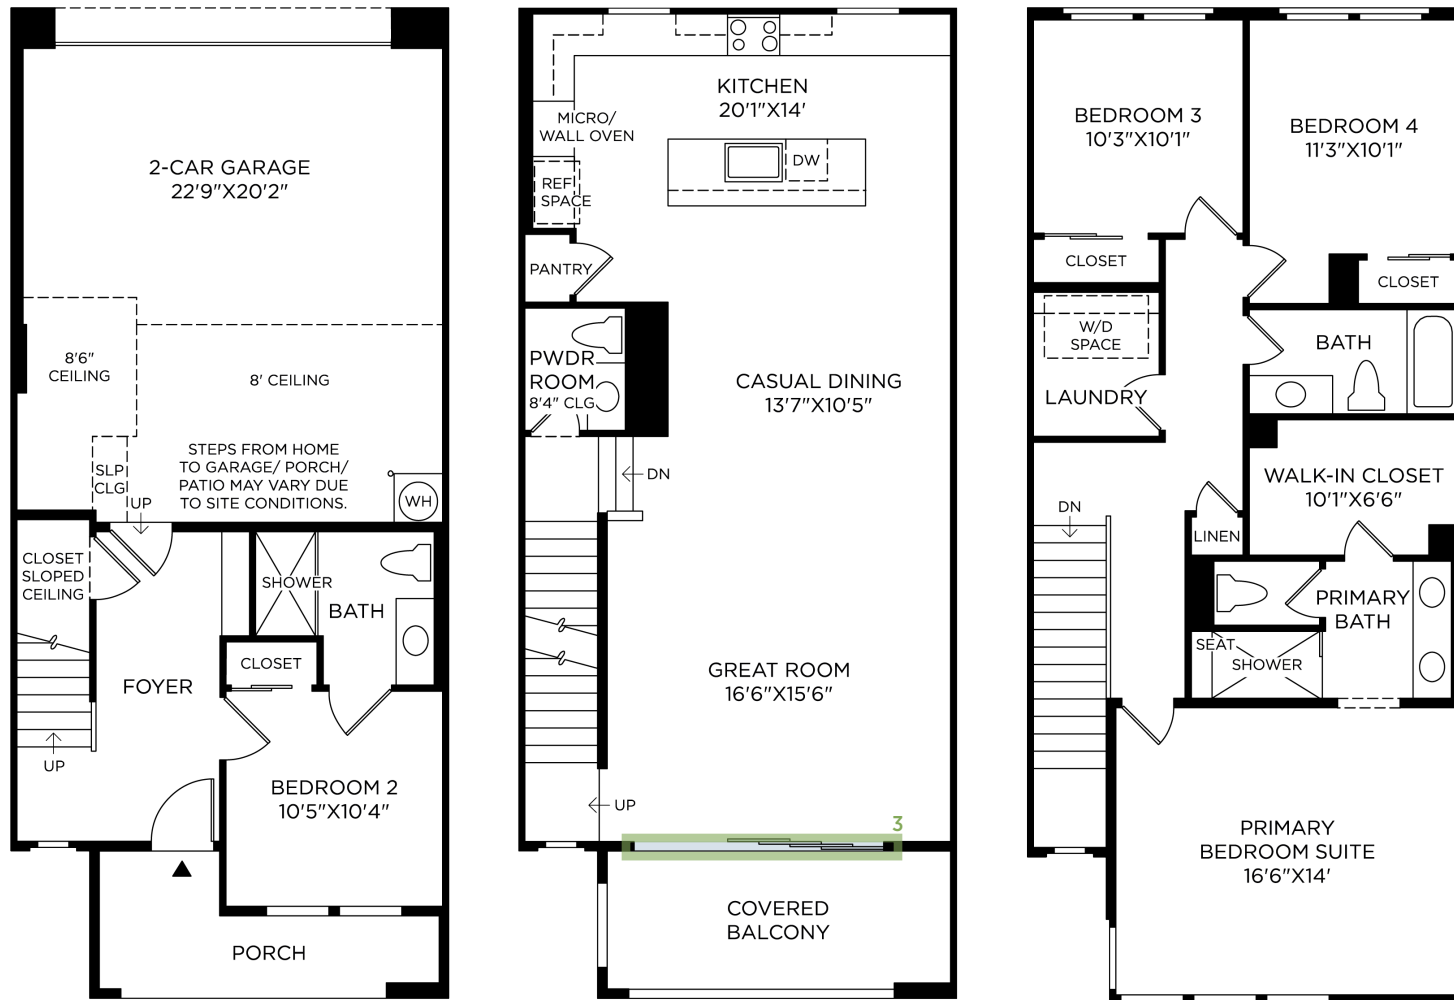 2-CAR GARAGE
22'9"X20'2"
8'6"
CEILING
8' CEILING
STEPS FROM HOME
TO GARAGE/ PORCH/
PATIO MAY VARY DUE
TO SITE CONDITIONS.
SLP
CLG
UP
WH
CLOSET
SLOPED
CEILING
SHOWER
BATH
CLOSET
FOYER
UP
BEDROOM 2
10'5"X10'4"
PORCH
KITCHEN
20'1"X14'
MICRO/
WALL OVEN
DW
REF
SPACE
PANTRY
PWDR
ROOM
8'4" CLG
CASUAL DINING
13'7"X10'5"
DN
GREAT ROOM
16'6"X15'6"
UP
3
COVERED
BALCONY
BEDROOM 3
10'3"X10'1"
BEDROOM 4
11'3"X10'1"
CLOSET
CLOSET
W/D
SPACE
BATH
LAUNDRY
WALK-IN CLOSET
10'1"X6'6"
DN
LINEN
PRIMARY
BATH
SEAT
SHOWER
PRIMARY
BEDROOM SUITE
16'6"X14'